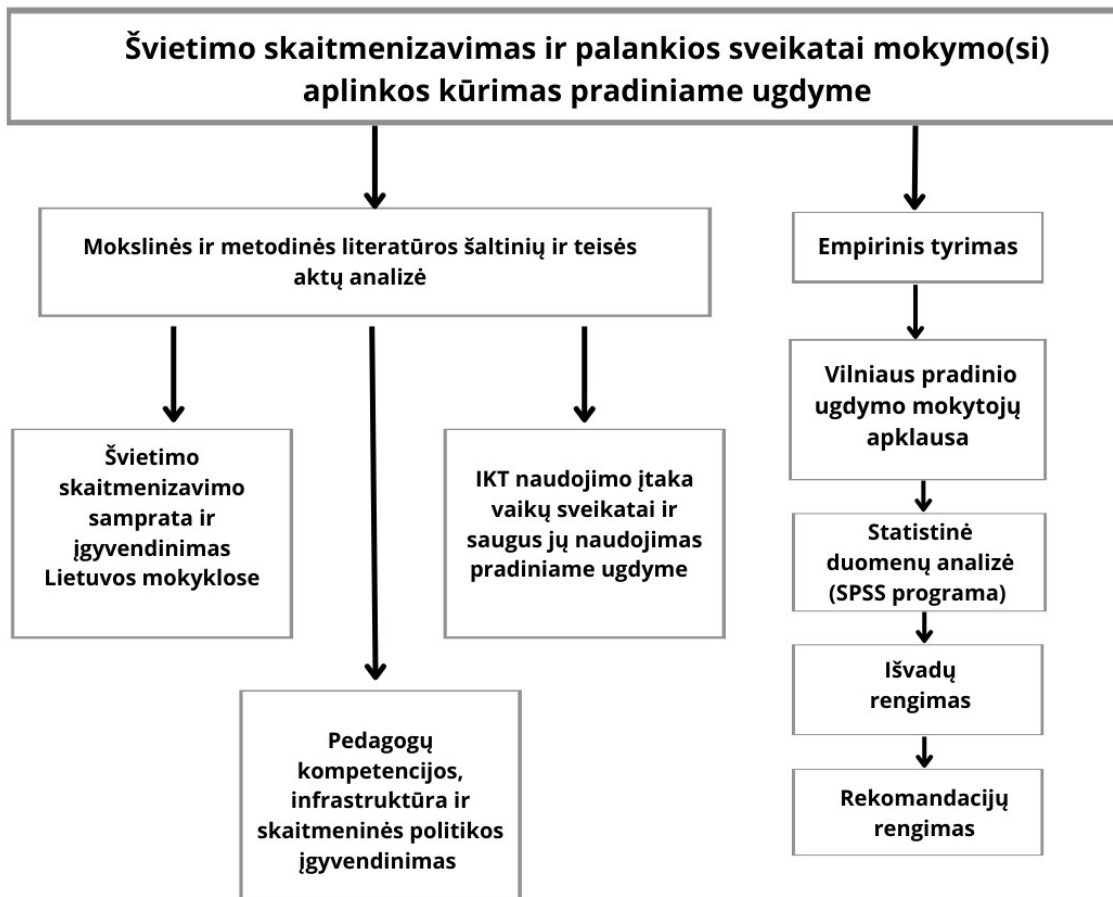 Švietimo skaitmenizavimas ir palankios sveikatai mokymo(si)
aplinkos kūrimas pradiniame ugdyme
Mokslinės ir metodinės literatūros šaltinių ir teisės
aktų analizė
Empirinis tyrimas
Švietimo
skaitmenizavimo
samprata ir
įgyvendinimas
Lietuvos mokyklose
IKT naudojimo įtaka
vaikų sveikatai ir
saugus jų naudojimas
pradiniame ugdyme
Pedagogų
kompetencijos,
infrastruktūra ir
skaitmeninės politikos
įgyvendinimas
Vilniaus pradinio
ugdymo mokytojų
apklausa
Statistinė
duomenų analizė
(SPSS programa)
Išvadų
rengimas
Rekomandacijų
rengimas